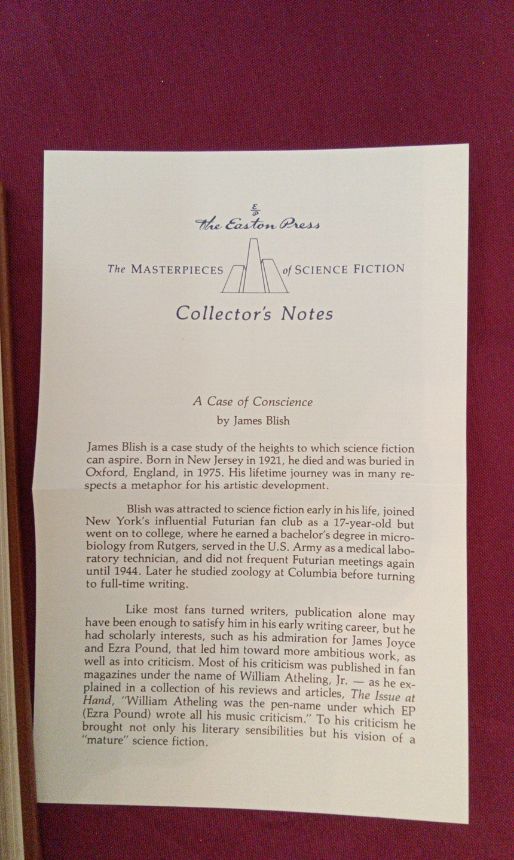 E
P
The Easton Press
The MASTERPIECES of SCIENCE FICTION
Collector's Notes
A Case of Conscience
by James Blish
James Blish is a case study of the heights to which science fiction
can aspire. Born in New Jersey in 1921, he died and was buried in
Oxford, England, in 1975. His lifetime journey was in many re-
spects a metaphor for his artistic development.
Blish was attracted to science fiction early in his life, joined
New York's influential Futurian fan club as a 17-year-old but
went on to college, where he earned a bachelor's degree in micro-
biology from Rutgers, served in the U.S. Army as a medical labo-
ratory technician, and did not frequent Futurian meetings again
until 1944. Later he studied zoology at Columbia before turning
to full-time writing.
Like most fans turned writers, publication alone may
have been enough to satisfy him in his early writing career, but he
had scholarly interests, such as his admiration for James Joyce
and Ezra Pound, that led him toward more ambitious work, as
well as into criticism. Most of his criticism was published in fan
magazines under the name of William Atheling, Jr. — as he ex-
plained in a collection of his reviews and articles, The Issue at
Hand, "William Atheling was the pen-name under which EP
(Ezra Pound) wrote all his music criticism." To his criticism he
brought not only his literary sensibilities but his vision of a
"mature" science fiction.